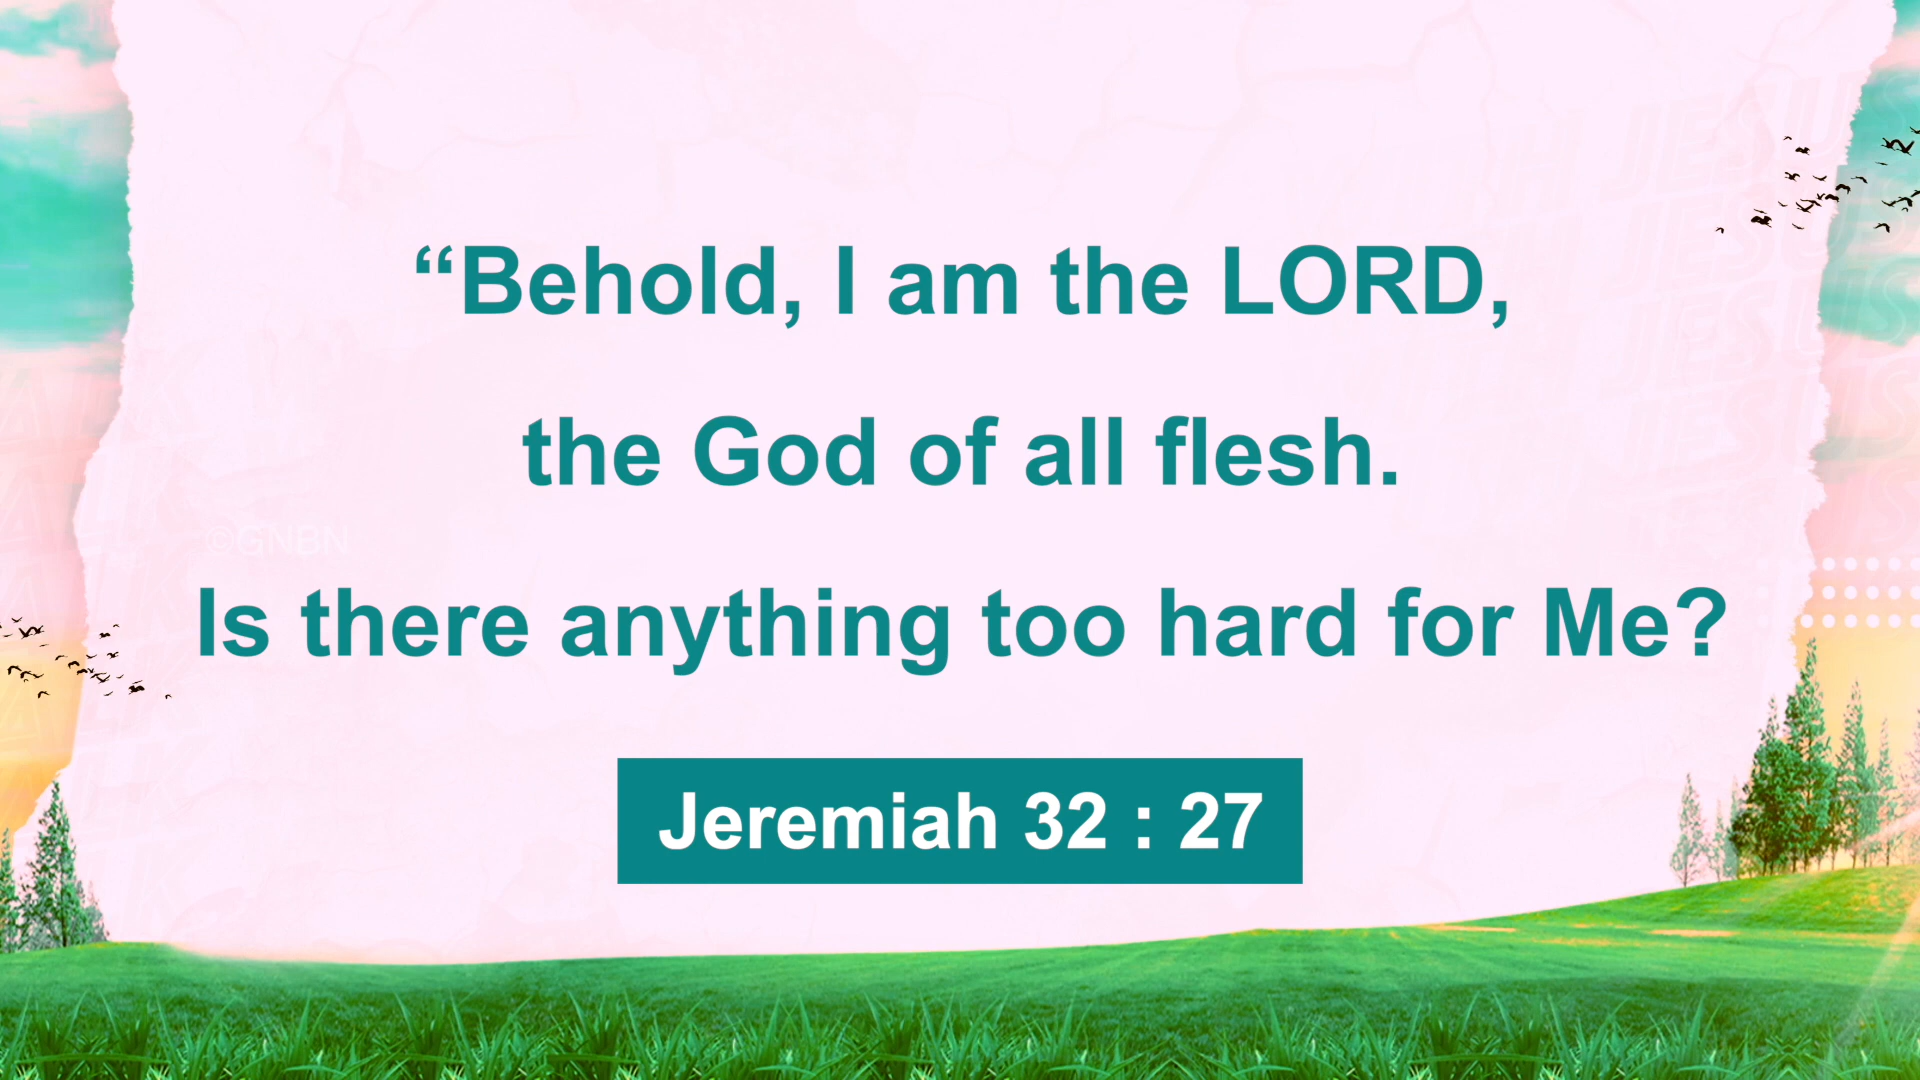 “Behold, I am the LORD,
the God of all flesh.
©GNBN
Is there anything too hard for Me?
Jeremiah 32 : 27